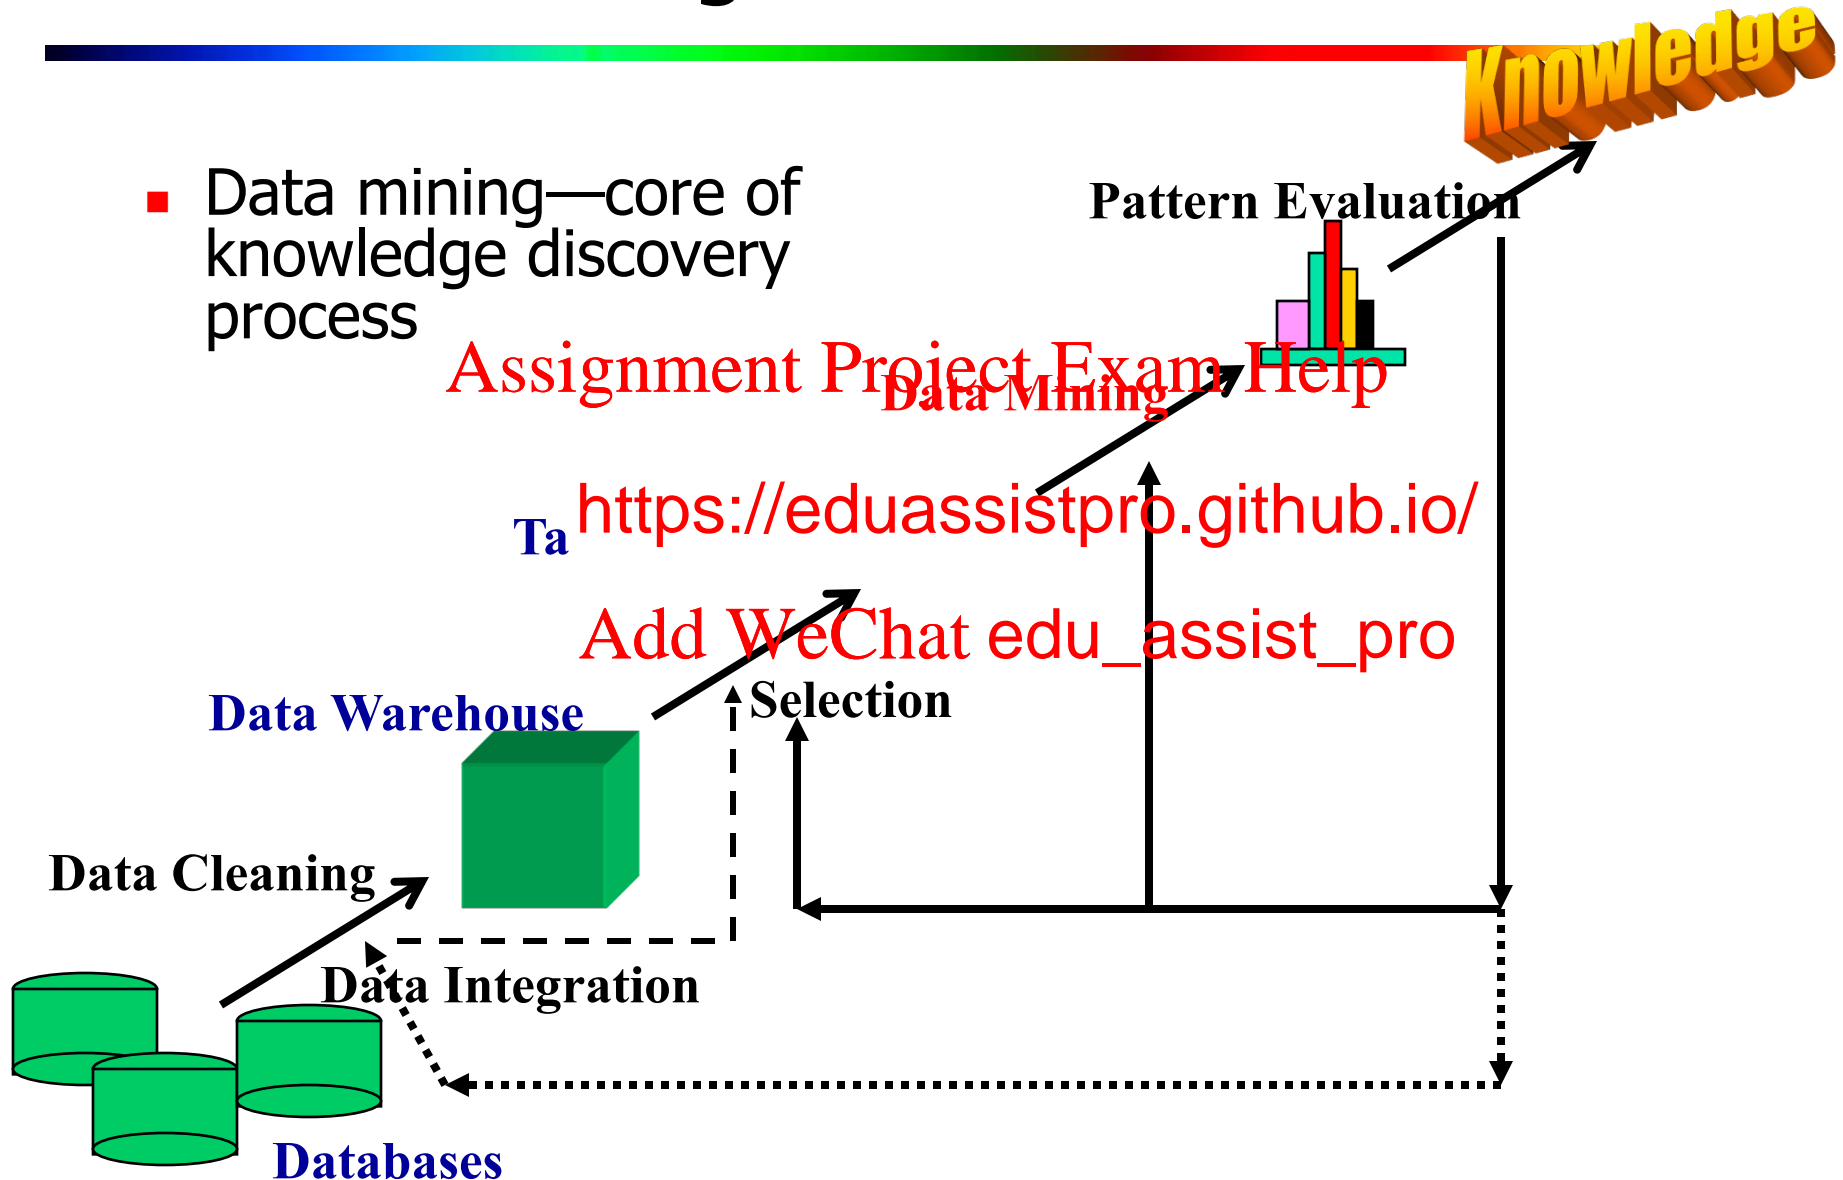 Knowledge
Data mining—core of
knowledge discovery
process
Pattern Evaluation
Assignment Project Exam Help
Data Mining
https://eduassistpro.github.io/
Ta
Add WeChat edu_assist_pro
Selection
Data Warehouse
Data Cleaning
Data Integration
Databases